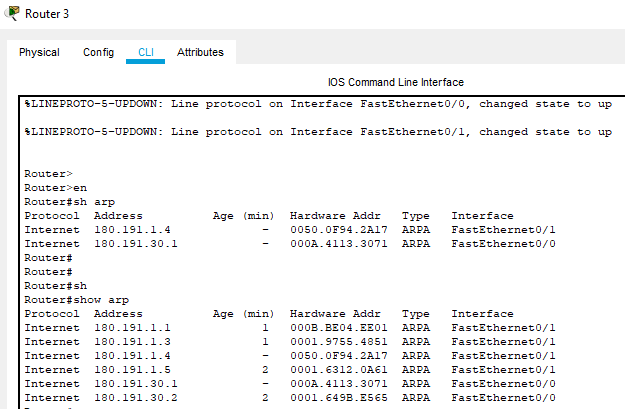 Router 3
Physical Config CLI Attributes
IOS Command Line Interface
%LINEPROTO-5-UPDOWN: Line protocol on Interface FastEthernet0/0, changed state to up
%LINEPROTO-5-UPDOWN: Line protocol on Interface FastEthernet0/1, changed state to up
Router>
Router>en
Router#sh arp
Protocol  Address          Age (min)  Hardware Addr   Type   Interface
Internet  180.191.1.4             -   0050.0F94.2A17  ARPA   FastEthernet0/1
Internet  180.191.30.1            -   000A.4113.3071  ARPA   FastEthernet0/0
Router#
Router#
Router#sh
Router#show arp
Protocol  Address          Age (min)  Hardware Addr   Type   Interface
Internet  180.191.1.1             1   000B.BE04.EE01  ARPA   FastEthernet0/1
Internet  180.191.1.3             1   0001.9755.4851  ARPA   FastEthernet0/1
Internet  180.191.1.4             -   0050.0F94.2A17  ARPA   FastEthernet0/1
Internet  180.191.1.5             2   0001.6312.0A61  ARPA   FastEthernet0/1
Internet  180.191.30.1            -   000A.4113.3071  ARPA   FastEthernet0/0
Internet  180.191.30.2            2   0001.649B.E565  ARPA   FastEthernet0/0